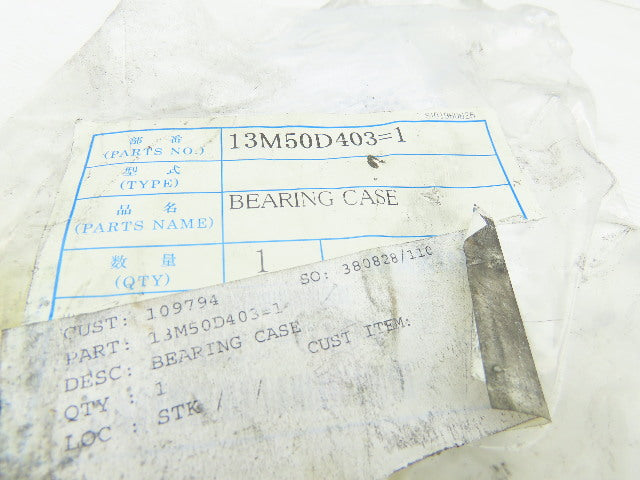 部 番
(PARTS NO.)
13M50D403=1
型 式
(TYPE)
品 名
(PARTS NAME)
BEARING CASE
数 量
(QTY)
1
SO: 380828/110
CUST: 109794
PART: 13M50D403=1
DESC: BEARING CASE
QTY : 1
CUST ITEM:
LOC : STK / /